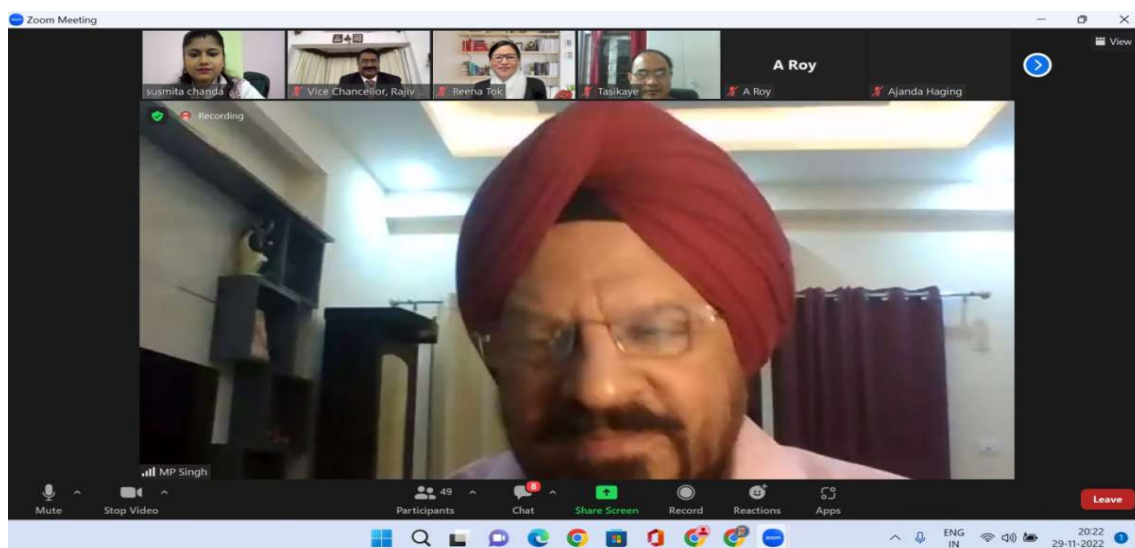 Zoom Meeting
View
susmita chanda
Vice Chancellor, Rajiv ...
Reena Tok
Tasikaye
A Roy
A Roy
Ajanda Haging
Recording
MP Singh
Mute
Stop Video
49
Participants
8
Chat
Share Screen
Record
Reactions
Apps
Leave
zoom
ENG
IN
20:22
29-11-2022
1